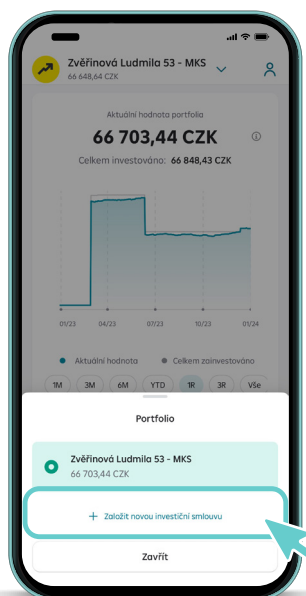 Zvěřinová Ludmila 53 - MKS
66 648,64 CZK
Aktuální hodnota portfolia
66 703,44 CZK
Celkem investováno: 66 848,43 CZK
01/23 04/23 07/23 10/23 01/24
Aktuální hodnota Celkem zainvestováno
1M 3M 6M YTD 1R 3R Vše
Portfolio
Zvěřinová Ludmila 53 - MKS
66 703,44 CZK
+ Založit novou investiční smlouvu
Zavřít